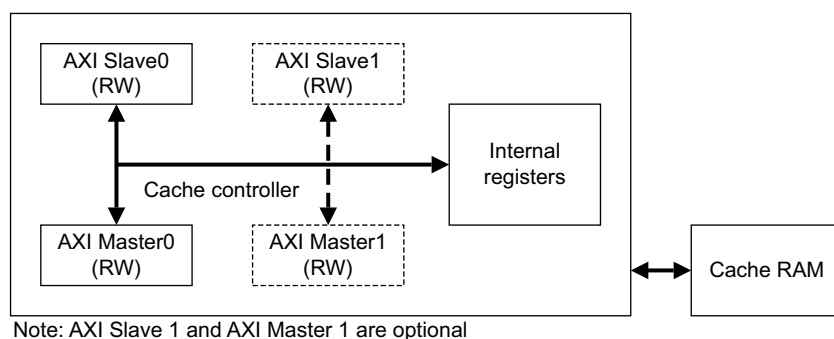 AXI Slave0
(RW)
AXI Slave1
(RW)
Internal
registers
Cache controller
AXI Master0
(RW)
AXI Master1
(RW)
Cache RAM
Note: AXI Slave 1 and AXI Master 1 are optional